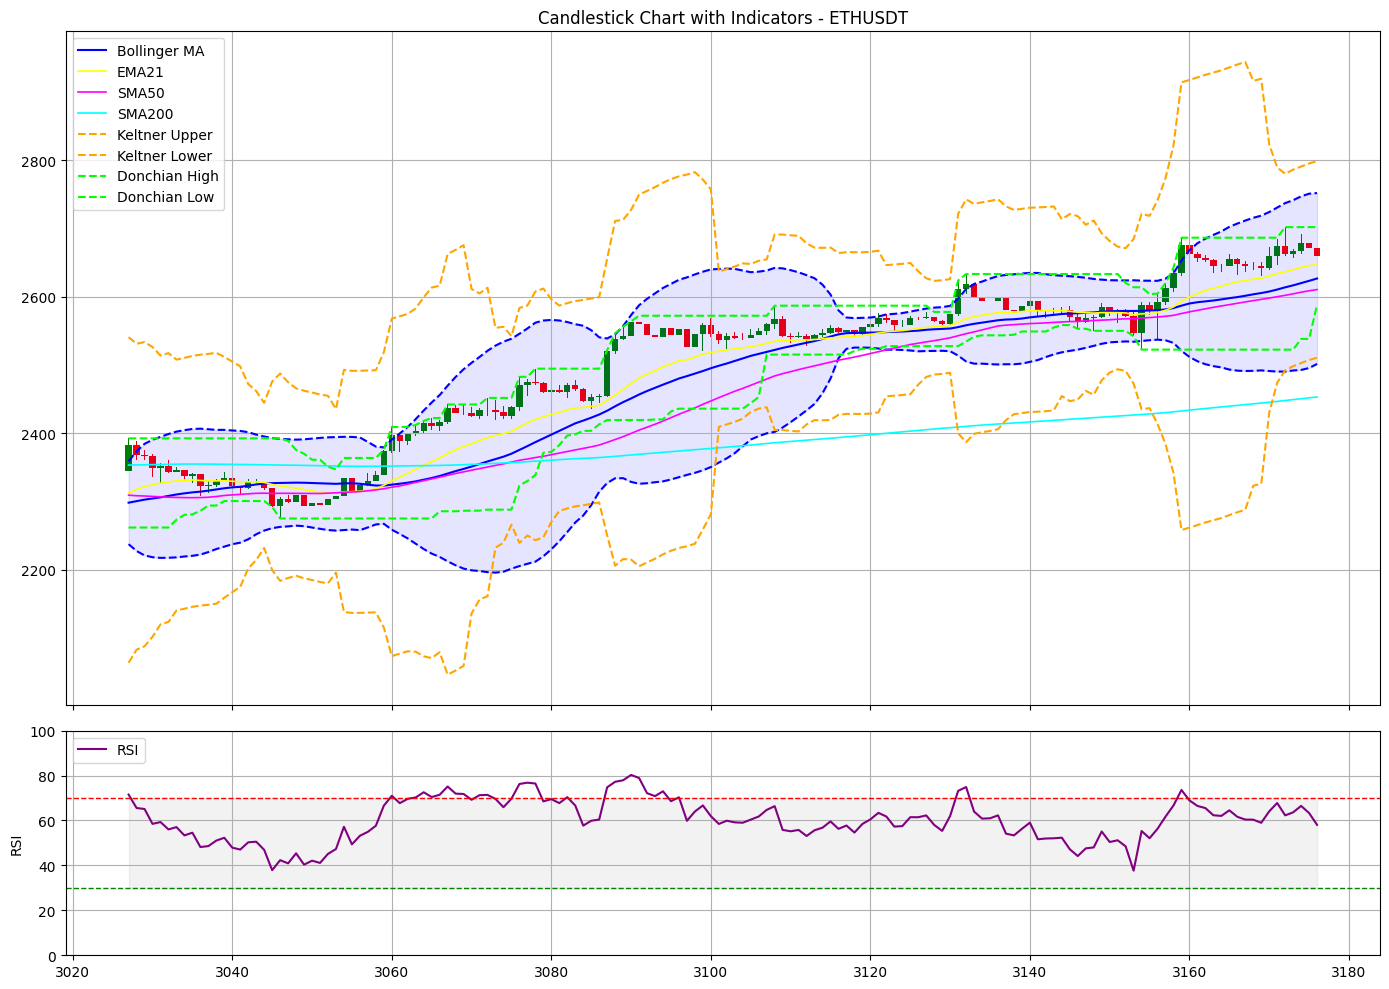 Candlestick Chart with Indicators - ETHUSDT
Bollinger MA
EMA21
SMA50
SMA200
Keltner Upper
Keltner Lower
Donchian High
Donchian Low
2800
2600
2400
2200
100
80
60
40
20
0
RSI
RSI
3020 3040 3060 3080 3100 3120 3140 3160 3180